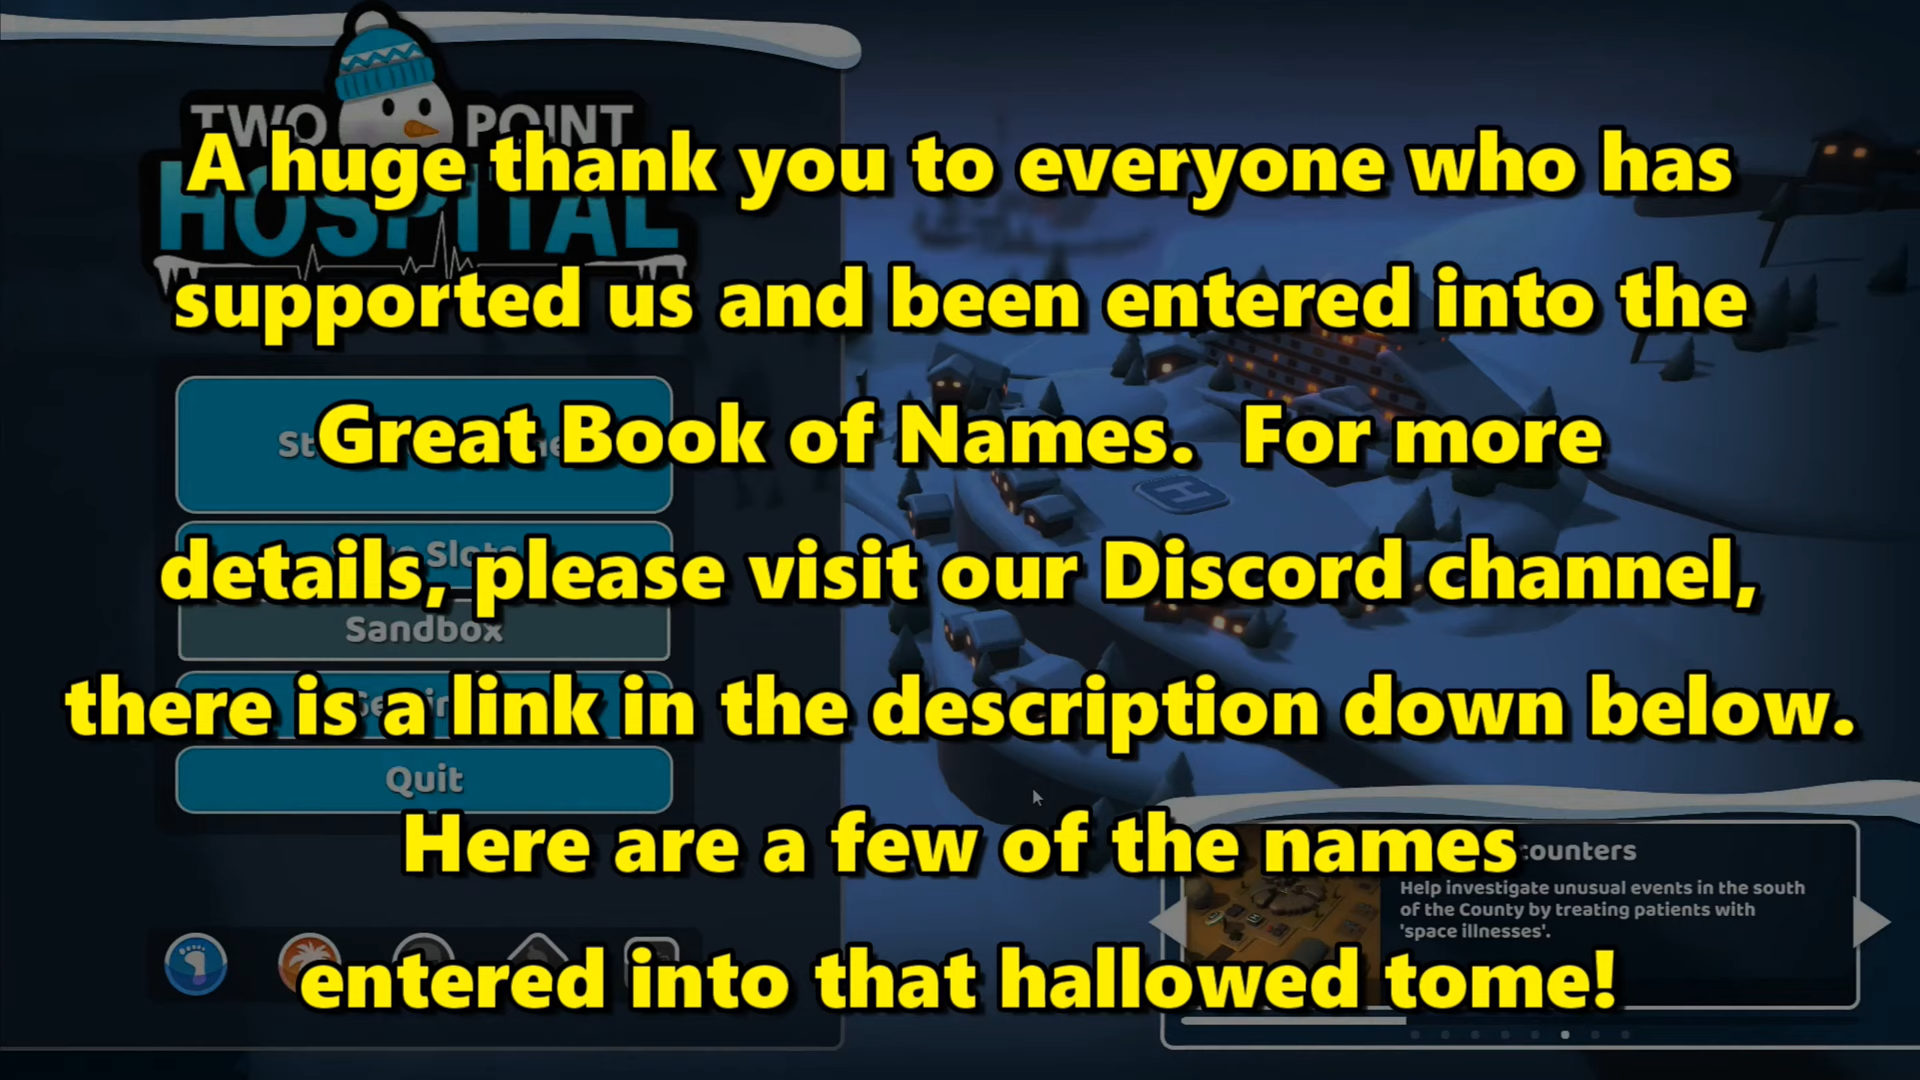 TWO POINT
HOSPITAL
A huge thank you to everyone who has
supported us and been entered into the
Great Book of Names.  For more
details, please visit our Discord channel,
Sandbox
there is a link in the description down below.
Quit
Here are a few of the names
counters
Help investigate unusual events in the south
of the County by treating patients with
'space illnesses'.
entered into that hallowed tome!
H